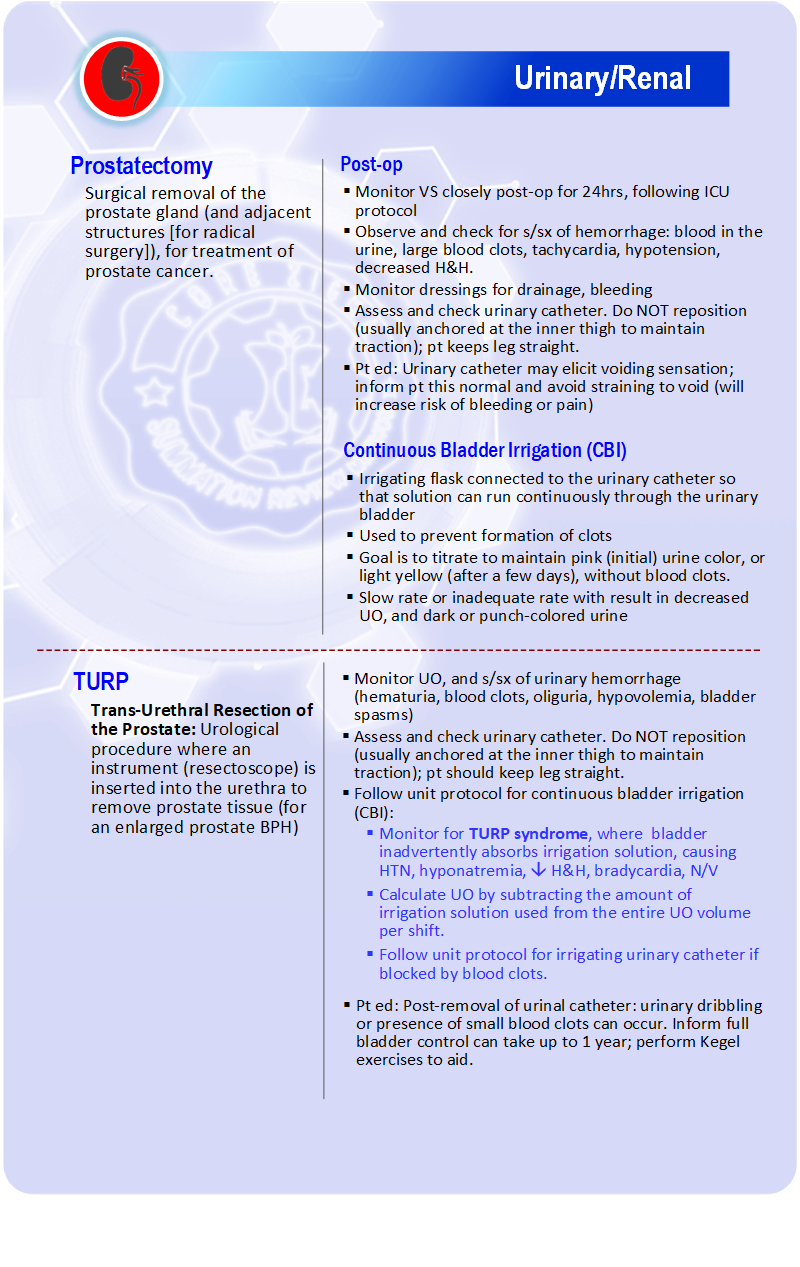 Urinary/Renal
Prostatectomy
Surgical removal of the
prostate gland (and adjacent
structures [for radical
surgery]), for treatment of
prostate cancer.
Post-op
▪ Monitor VS closely post-op for 24hrs, following ICU
protocol
▪ Observe and check for s/sx of hemorrhage: blood in the
urine, large blood clots, tachycardia, hypotension,
decreased H&H.
▪ Monitor dressings for drainage, bleeding
▪ Assess and check urinary catheter. Do NOT reposition
(usually anchored at the inner thigh to maintain
traction); pt keeps leg straight.
▪ Pt ed: Urinary catheter may elicit voiding sensation;
inform pt this normal and avoid straining to void (will
increase risk of bleeding or pain)
Continuous Bladder Irrigation (CBI)
▪ Irrigating flask connected to the urinary catheter so
that solution can run continuously through the urinary
bladder
▪ Used to prevent formation of clots
▪ Goal is to titrate to maintain pink (initial) urine color, or
light yellow (after a few days), without blood clots.
▪ Slow rate or inadequate rate with result in decreased
UO, and dark or punch-colored urine
TURP
Trans-Urethral Resection of
the Prostate: Urological
procedure where an
instrument (resectoscope) is
inserted into the urethra to
remove prostate tissue (for
an enlarged prostate BPH)
▪ Monitor UO, and s/sx of urinary hemorrhage
(hematuria, blood clots, oliguria, hypovolemia, bladder
spasms)
▪ Assess and check urinary catheter. Do NOT reposition
(usually anchored at the inner thigh to maintain
traction); pt should keep leg straight.
▪ Follow unit protocol for continuous bladder irrigation
(CBI):
▪ Monitor for TURP syndrome, where bladder
inadvertently absorbs irrigation solution, causing
HTN, hyponatremia, ↓ H&H, bradycardia, N/V
▪ Calculate UO by subtracting the amount of
irrigation solution used from the entire UO volume
per shift.
▪ Follow unit protocol for irrigating urinary catheter if
blocked by blood clots.
▪ Pt ed: Post-removal of urinal catheter: urinary dribbling
or presence of small blood clots can occur. Inform full
bladder control can take up to 1 year; perform Kegel
exercises to aid.